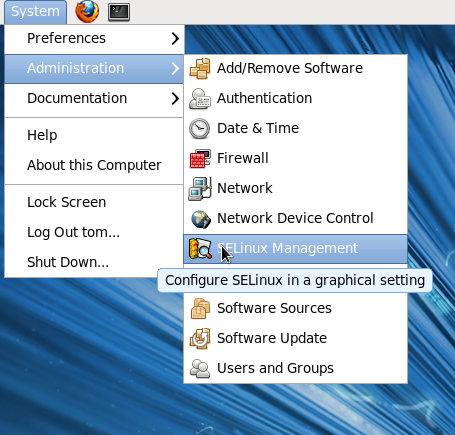 System
Preferences
Administration
Documentation
Help
About this Computer
Lock Screen
Log Out tom...
Shut Down...
Add/Remove Software
Authentication
Date & Time
Firewall
Network
Network Device Control
SELinux Management
Configure SELinux in a graphical setting
Software Sources
Software Update
Users and Groups